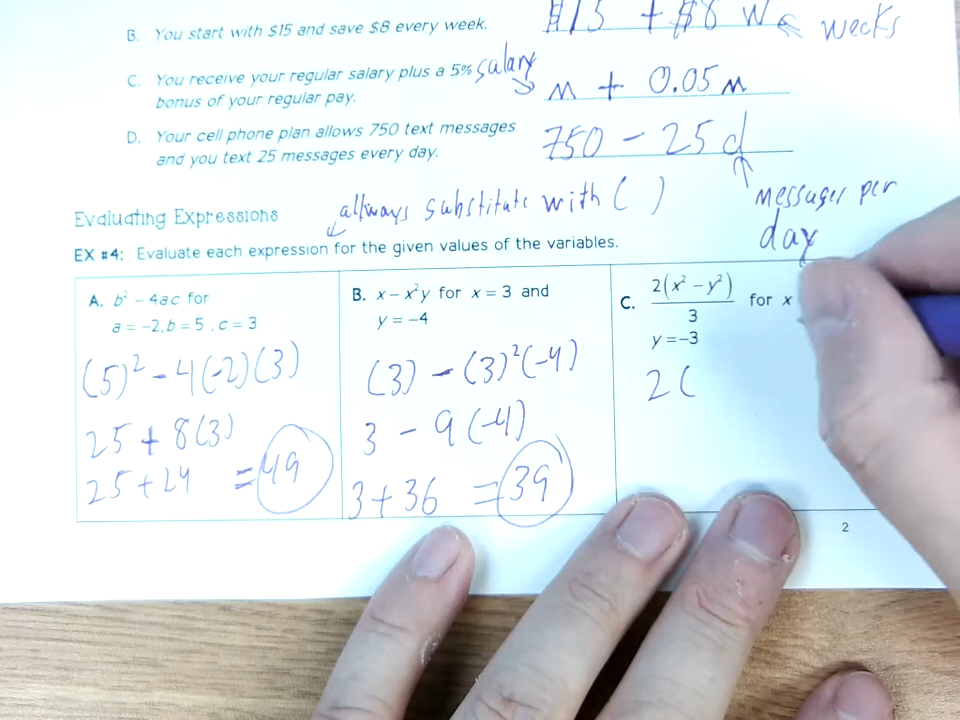 B. You start with $15 and save $8 every week. $15 + $8 W ← weeks
C. You receive your regular salary plus a 5% salary
bonus of your regular pay. M + 0.05 M
D. Your cell phone plan allows 750 text messages 750 - 25 d
and you text 25 messages every day.
messages per
day
Evaluating Expressions allways substitute with ( )
EX #4: Evaluate each expression for the given values of the variables.
A. b² - 4ac for
a = -2, b = 5, c = 3
(5)² - 4(-2)(3)
25 + 8(3)
25 + 24 = 49
B. x - x²y for x = 3 and
y = -4
(3) - (3)²(-4)
3 - 9(-4)
3 + 36 = 39
C. 2(x² - y²) / 3 for x
y = -3
2(
2